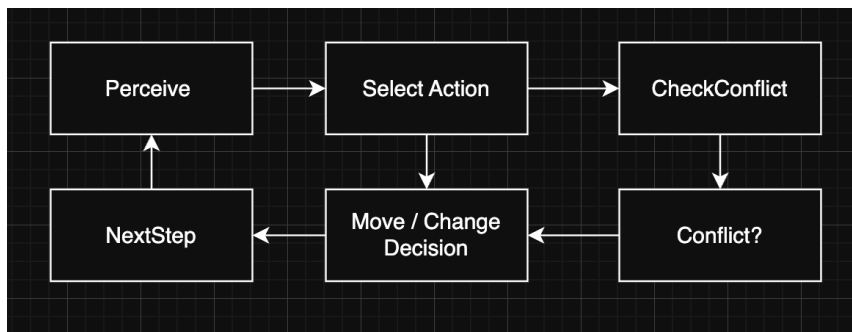 Perceive
Select Action
CheckConflict
NextStep
Move / Change
Decision
Conflict?